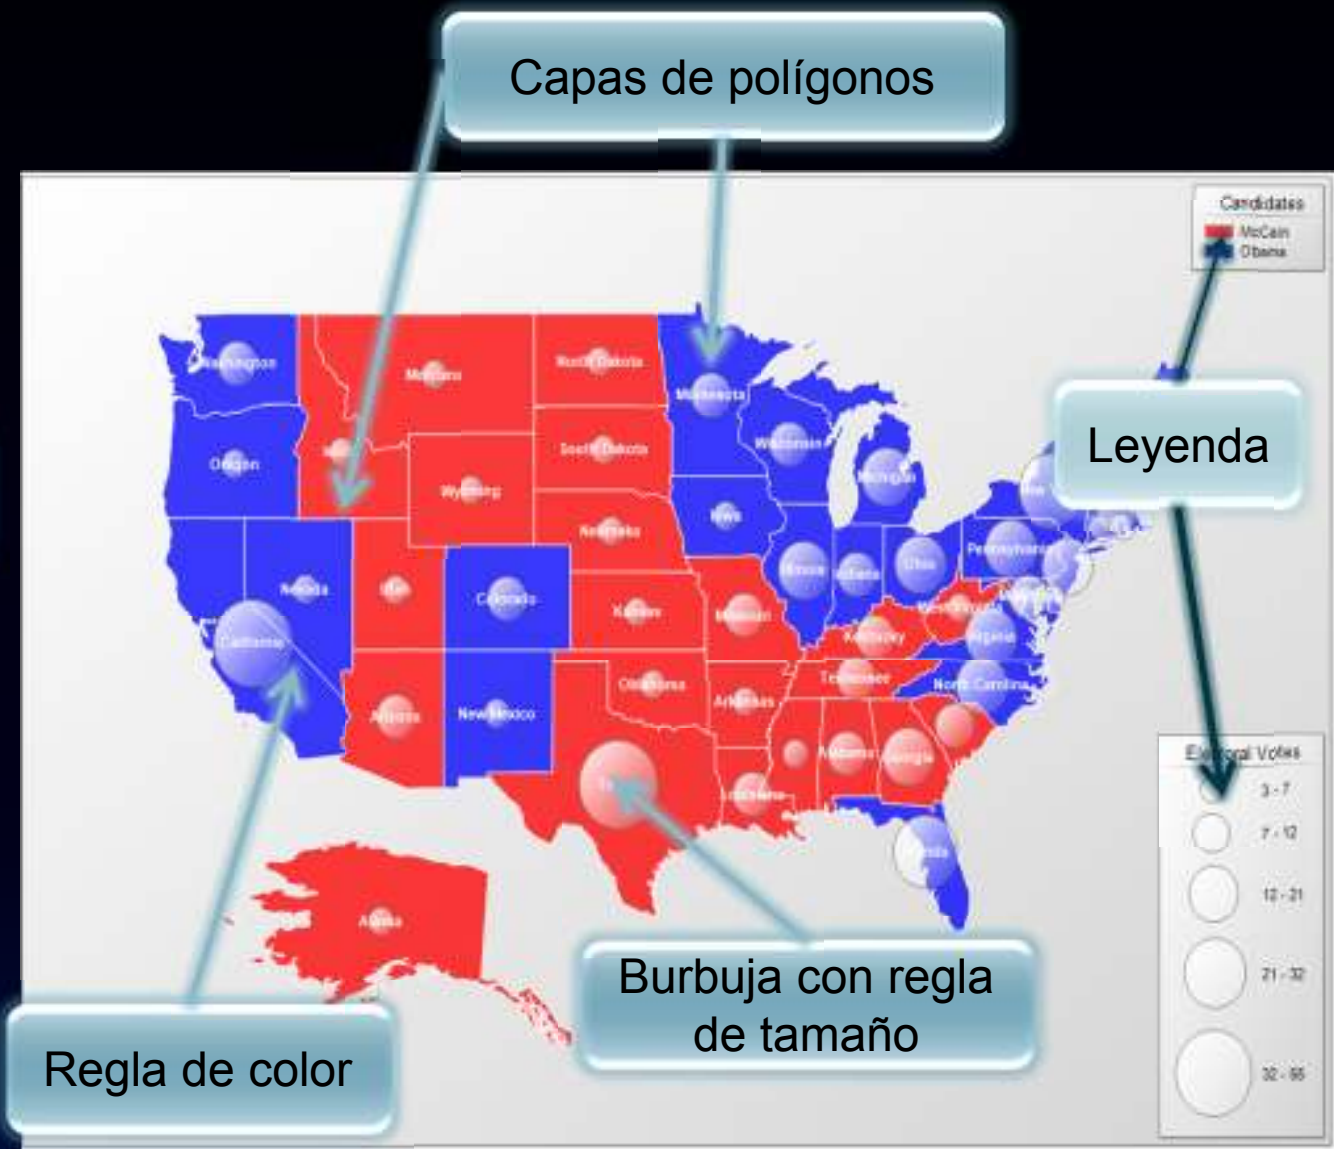 Capas de polígonos
Candidates
McCain
Obama
Washington
Montana
North Dakota
Minnesota
Leyenda
Oregon
South Dakota
Wisconsin
Michigan
Wyoming
Iowa
Nebraska
Pennsylvania
Nevada
Utah
Colorado
Kansas
Missouri
Illinois
Indiana
Ohio
West Virginia
Virginia
Kentucky
California
Tennessee
Oklahoma
Arkansas
North Carolina
Arizona
New Mexico
Alabama
Georgia
Louisiana
Electoral Votes
3 - 7
7 - 12
12 - 21
21 - 32
32 - 55
Alaska
Burbuja con regla
de tamaño
Regla de color